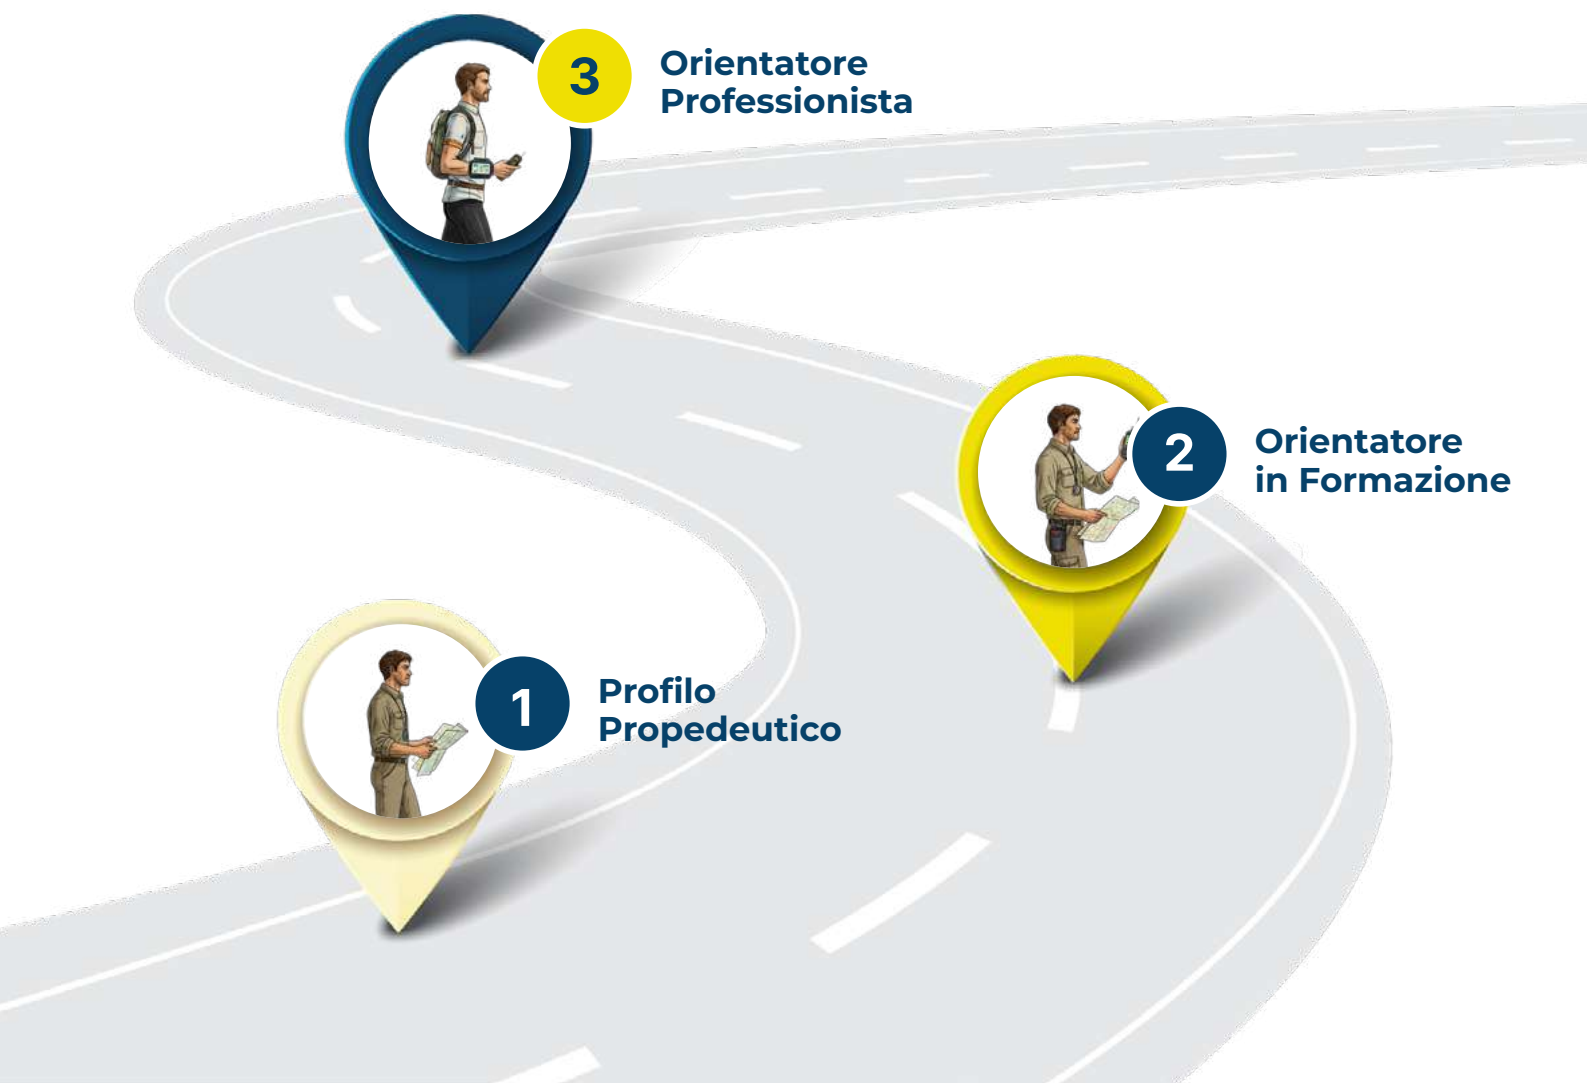 3
Orientatore
Professionista
2
Orientatore
in Formazione
1
Profilo
Propedeutico